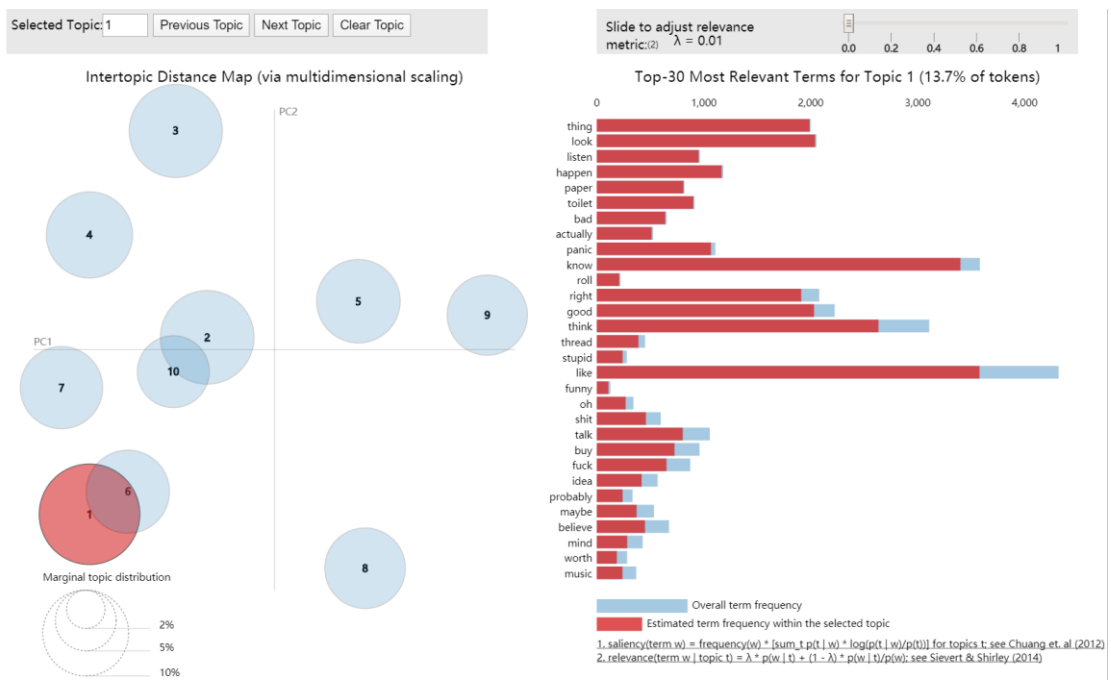 Selected Topic: 1 Previous Topic Next Topic Clear Topic
Slide to adjust relevance
metric:(2) λ = 0.01
0.0 0.2 0.4 0.6 0.8 1
Intertopic Distance Map (via multidimensional scaling)
PC2
PC1
3
4
5
9
2
10
7
6
1
8
Marginal topic distribution
2%
5%
10%
Top-30 Most Relevant Terms for Topic 1 (13.7% of tokens)
0 1,000 2,000 3,000 4,000
thing
look
listen
happen
paper
toilet
bad
actually
panic
know
roll
right
good
think
thread
stupid
like
funny
oh
shit
talk
buy
fuck
idea
probably
maybe
believe
mind
worth
music
Overall term frequency
Estimated term frequency within the selected topic
1. saliency(term w) = frequency(w) * [sum_t p(t | w) * log(p(t | w)/p(t))] for topics t; see Chuang et. al (2012)
2. relevance(term w | topic t) = λ * p(w | t) + (1 - λ) * p(w | t)/p(w); see Sievert & Shirley (2014)